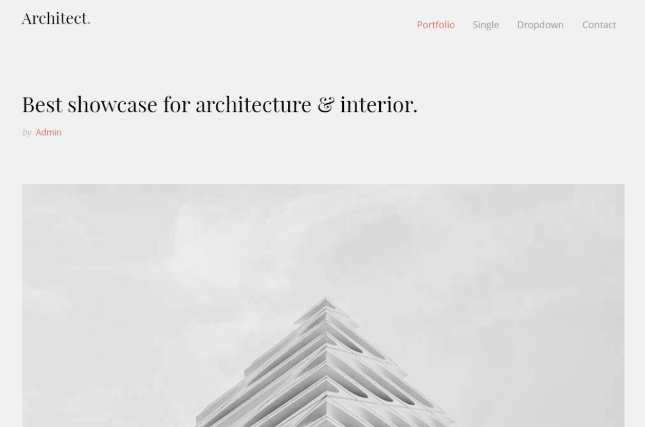 Architect.
Portfolio Single Dropdown Contact
Best showcase for architecture & interior.
by Admin